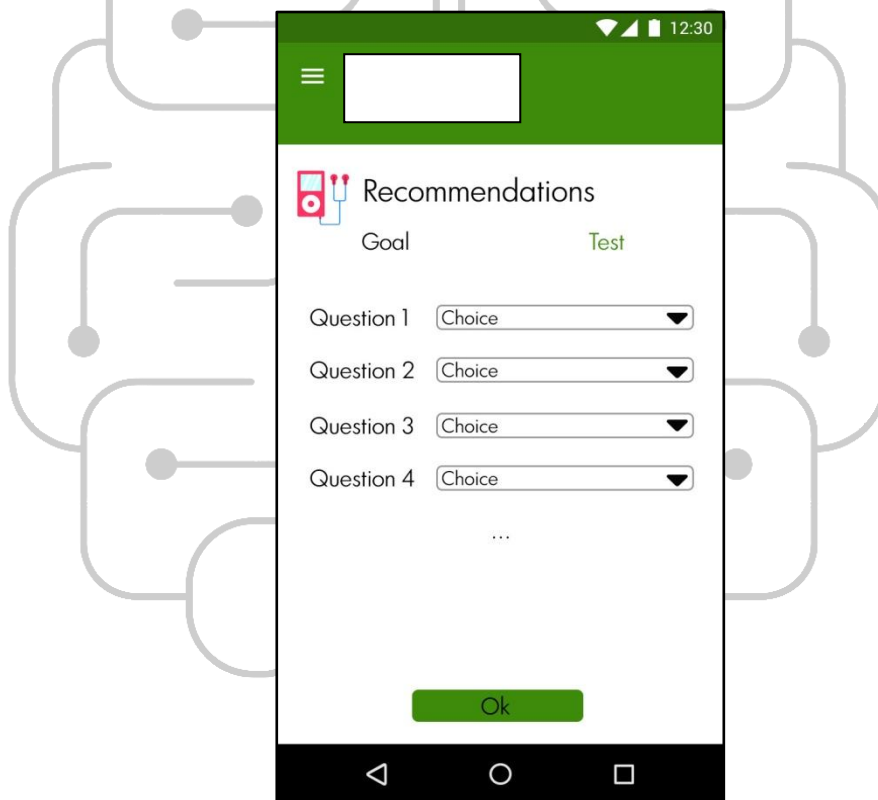 12:30
Recommendations
Goal Test
Question 1 Choice
Question 2 Choice
Question 3 Choice
Question 4 Choice
...
Ok